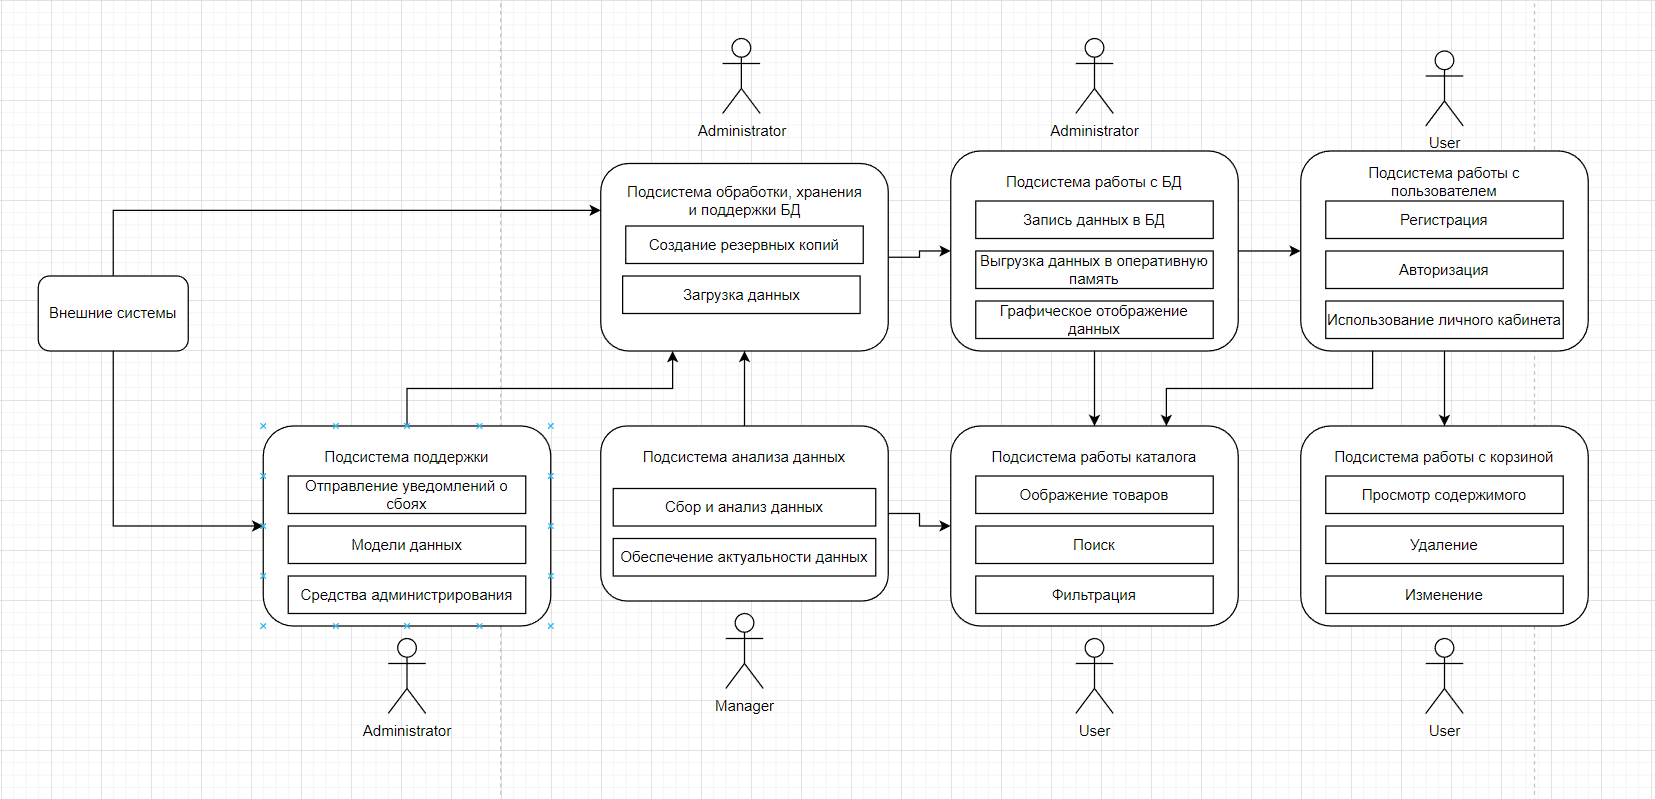 Administrator
Administrator
User
Подсистема обработки, хранения
и поддержки БД
Создание резервных копий
Загрузка данных
Подсистема работы с БД
Запись данных в БД
Выгрузка данных в оперативную
память
Графическое отображение
данных
Подсистема работы с
пользователем
Регистрация
Авторизация
Использование личного кабинета
Внешние системы
Подсистема поддержки
Отправление уведомлений о
сбоях
Модели данных
Средства администрирования
Administrator
Подсистема анализа данных
Сбор и анализ данных
Обеспечение актуальности данных
Manager
Подсистема работы каталога
Оображение товаров
Поиск
Фильтрация
User
Подсистема работы с корзиной
Просмотр содержимого
Удаление
Изменение
User